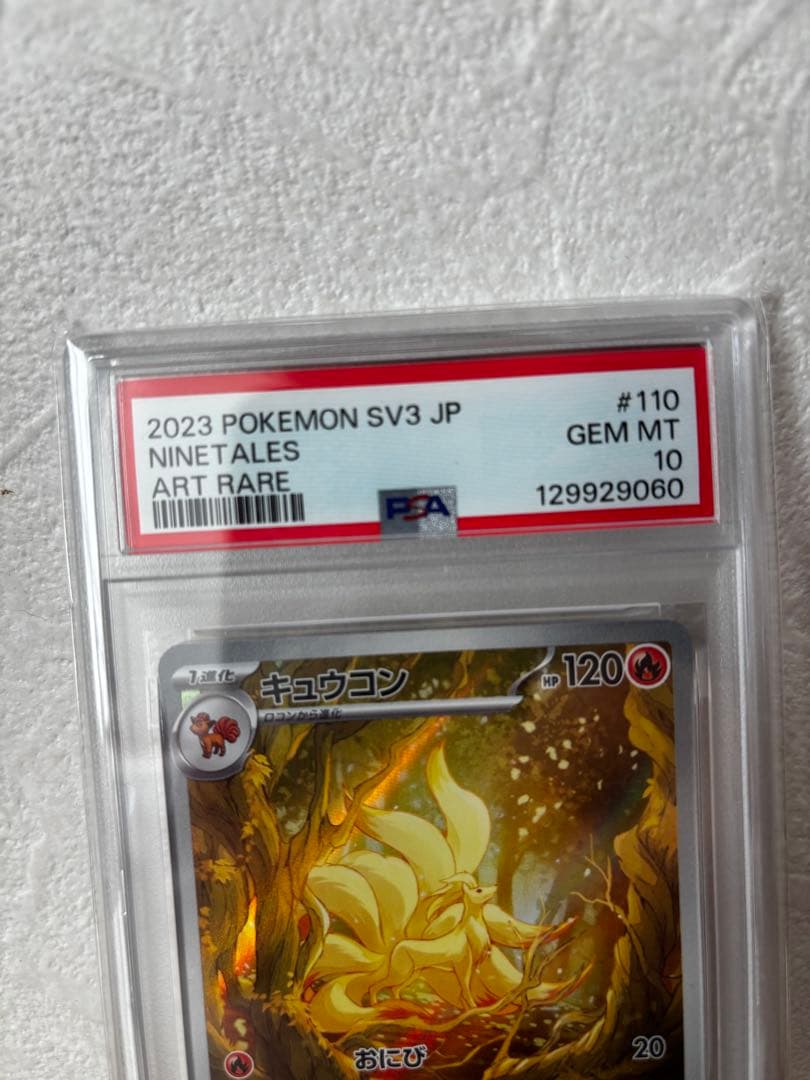 2023 POKEMON SV3 JP
#110
NINETALES
GEM MT
ART RARE
10
PSA
129929060
1進化
キュウコン
HP 120
ロコンから進化
おにび
20